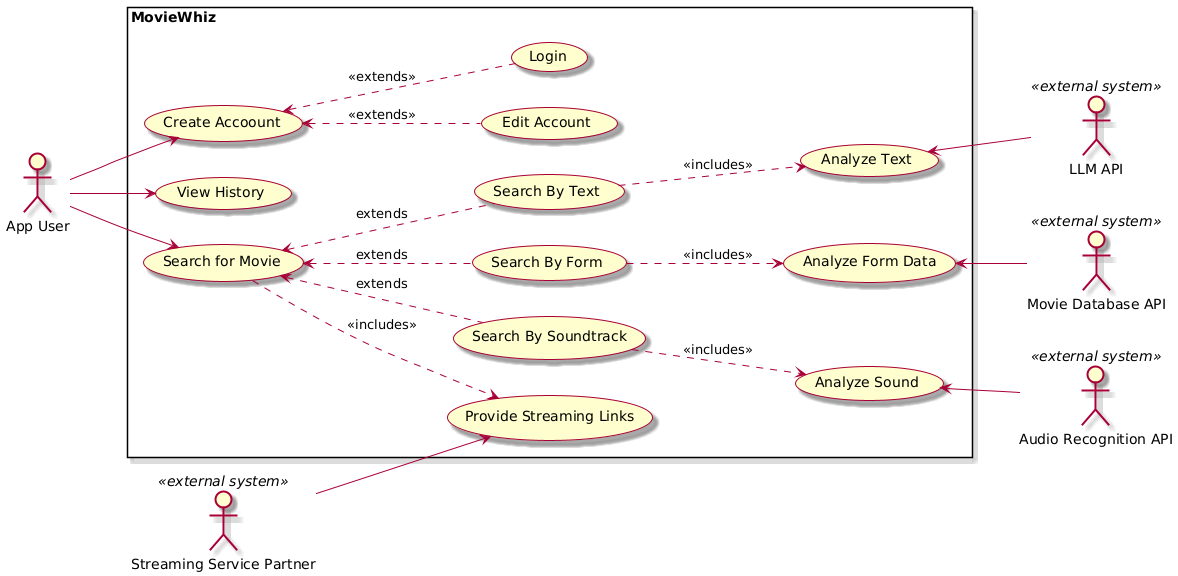 MovieWhiz
Login
«extends»
«external system»
Create Accoount
«extends»
Edit Account
Analyze Text
«includes»
LLM API
View History
Search By Text
App User
extends
«external system»
Search for Movie
extends
Search By Form
«includes»
Analyze Form Data
extends
Movie Database API
«includes»
Search By Soundtrack
«includes»
«external system»
Analyze Sound
Provide Streaming Links
Audio Recognition API
«external system»
Streaming Service Partner